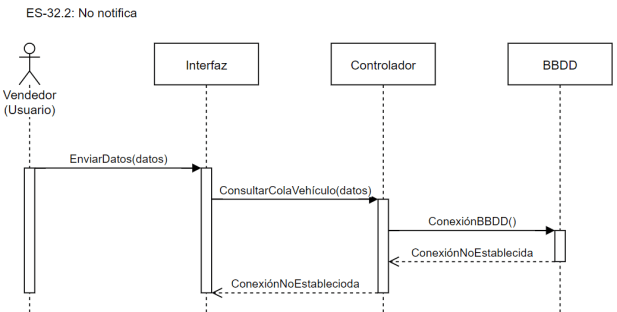 ES-32.2: No notifica
Interfaz
Controlador
BBDD
Vendedor
(Usuario)
EnviarDatos(datos)
ConsultarColaVehículo(datos)
ConexiónBBDD()
ConexiónNoEstablecida
ConexiónNoEstablecioda